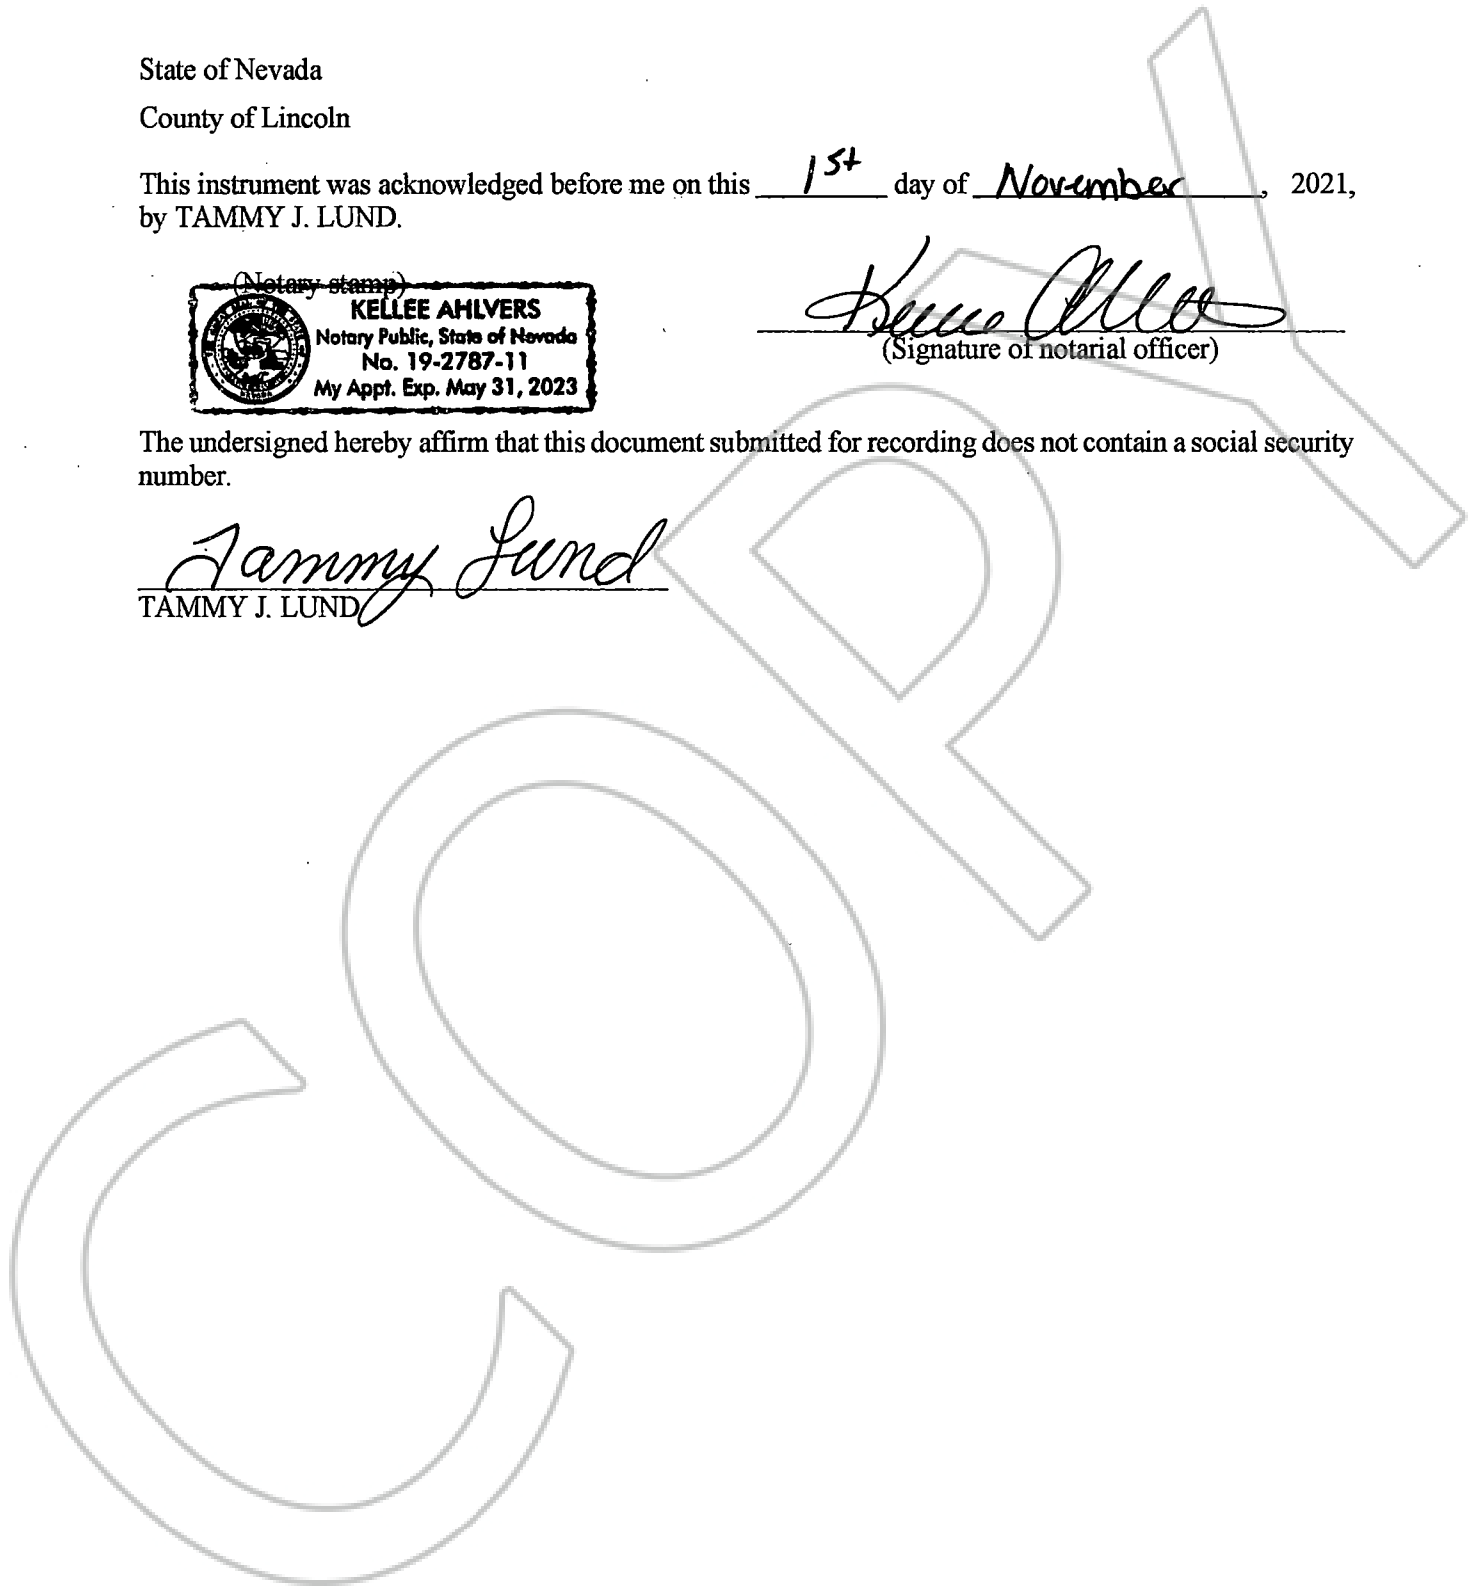 State of Nevada
County of Lincoln
This instrument was acknowledged before me on this 1st day of November, 2021,
by TAMMY J. LUND.
(Notary stamp)
KELLEE AHLVERS
Notary Public, State of Nevada
No. 19-2787-11
My Appt. Exp. May 31, 2023
(Signature of notarial officer)
The undersigned hereby affirm that this document submitted for recording does not contain a social security
number.
Tammy Lund
TAMMY J. LUND
COPY